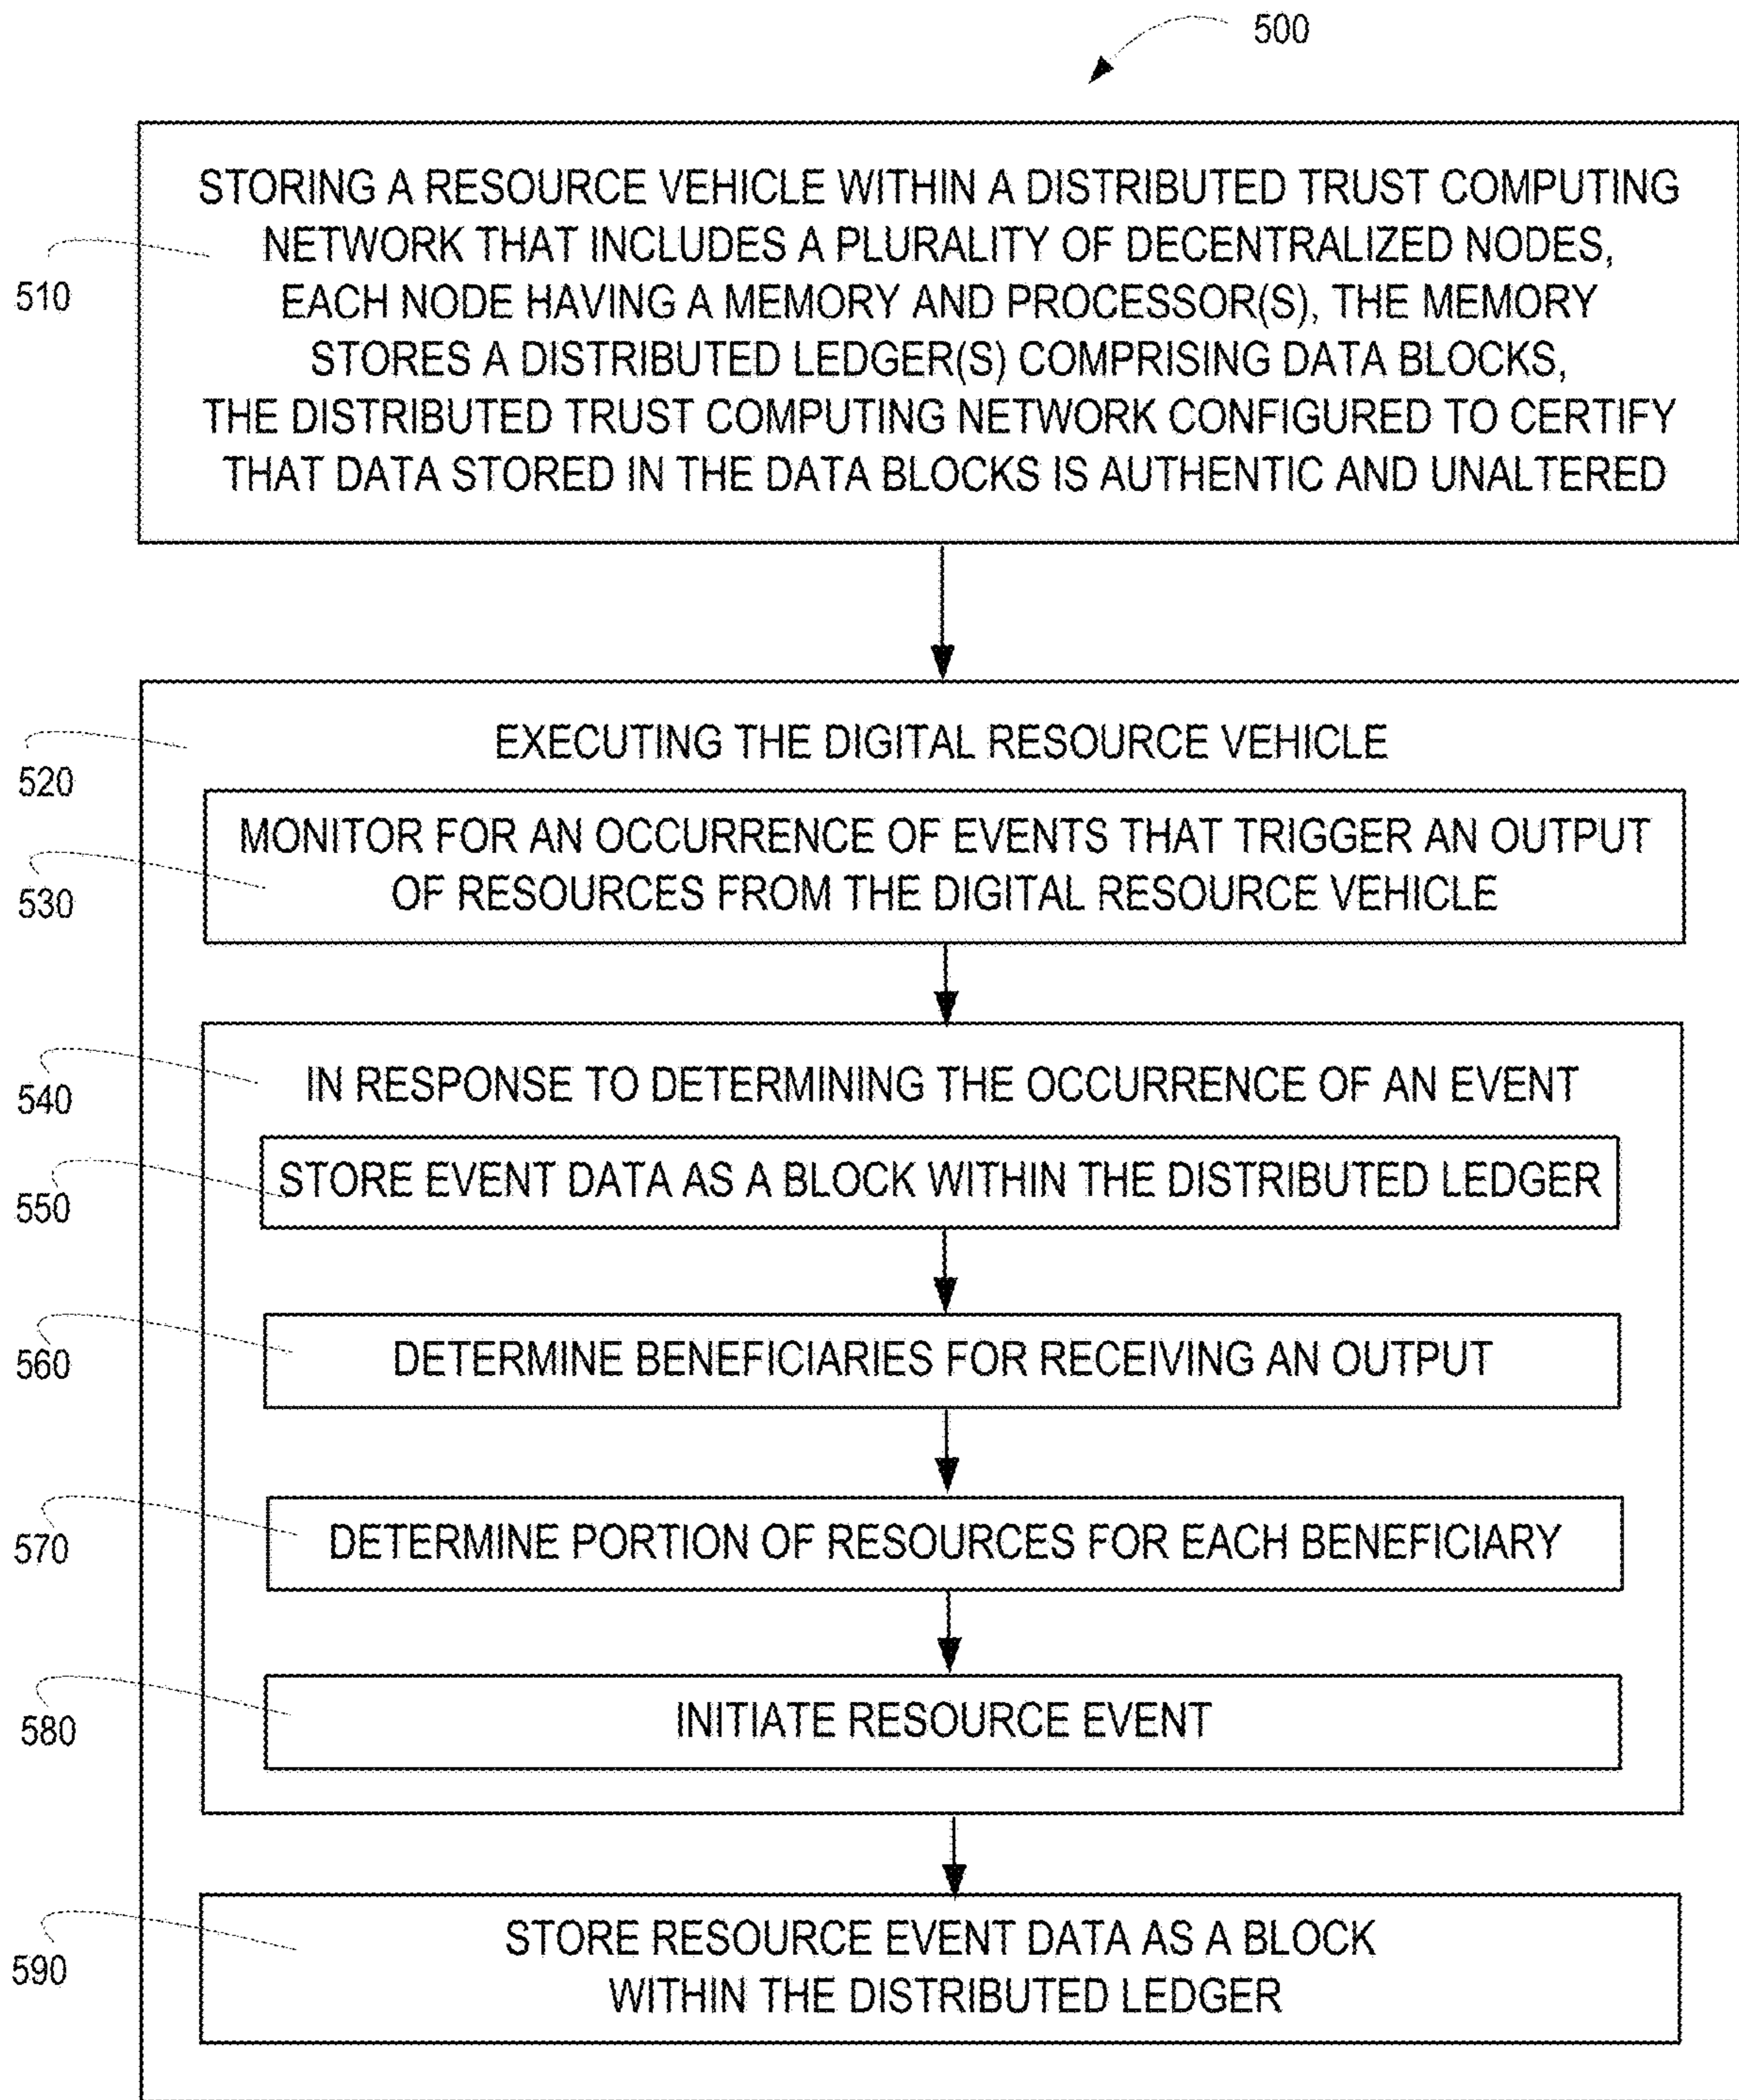 500
STORING A RESOURCE VEHICLE WITHIN A DISTRIBUTED TRUST COMPUTING
NETWORK THAT INCLUDES A PLURALITY OF DECENTRALIZED NODES,
EACH NODE HAVING A MEMORY AND PROCESSOR(S), THE MEMORY
STORES A DISTRIBUTED LEDGER(S) COMPRISING DATA BLOCKS,
THE DISTRIBUTED TRUST COMPUTING NETWORK CONFIGURED TO CERTIFY
THAT DATA STORED IN THE DATA BLOCKS IS AUTHENTIC AND UNALTERED
510
EXECUTING THE DIGITAL RESOURCE VEHICLE
520
MONITOR FOR AN OCCURRENCE OF EVENTS THAT TRIGGER AN OUTPUT
OF RESOURCES FROM THE DIGITAL RESOURCE VEHICLE
530
IN RESPONSE TO DETERMINING THE OCCURRENCE OF AN EVENT
540
STORE EVENT DATA AS A BLOCK WITHIN THE DISTRIBUTED LEDGER
550
DETERMINE BENEFICIARIES FOR RECEIVING AN OUTPUT
560
DETERMINE PORTION OF RESOURCES FOR EACH BENEFICIARY
570
INITIATE RESOURCE EVENT
580
STORE RESOURCE EVENT DATA AS A BLOCK
WITHIN THE DISTRIBUTED LEDGER
590